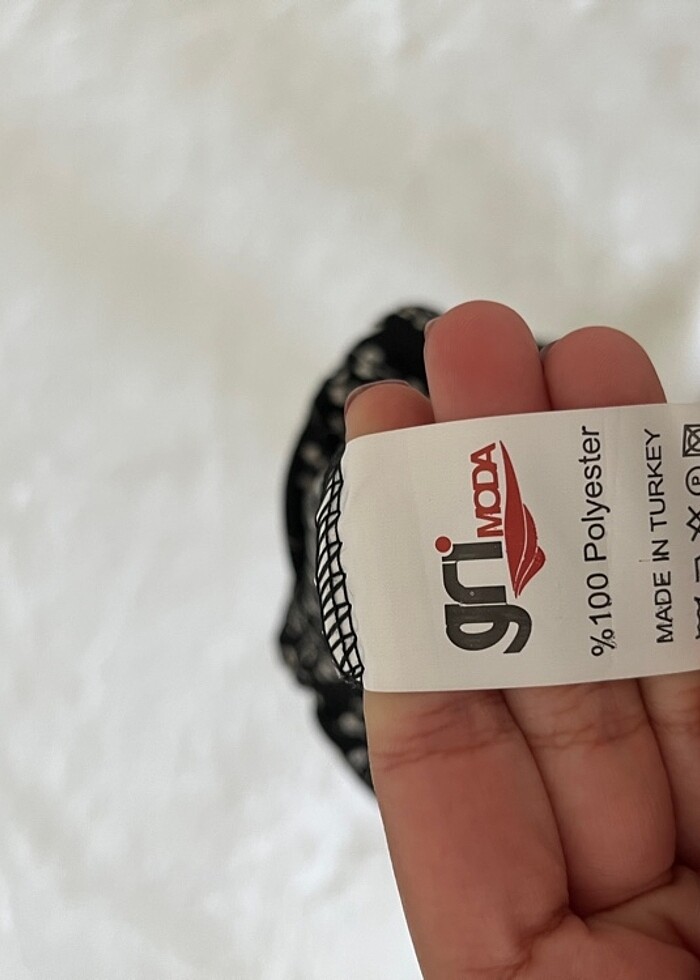 gri MODA
%100 Polyester
MADE IN TURKEY